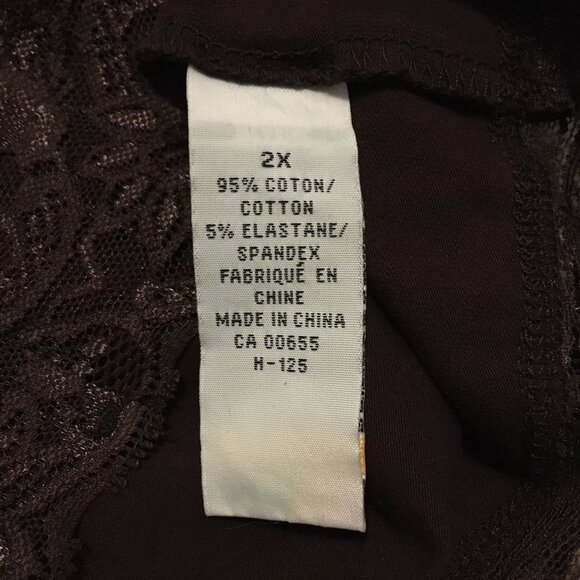 2X
95% COTON/
COTTON
5% ELASTANE/
SPANDEX
FABRIQUÉ EN
CHINE
MADE IN CHINA
CA 00655
H-125